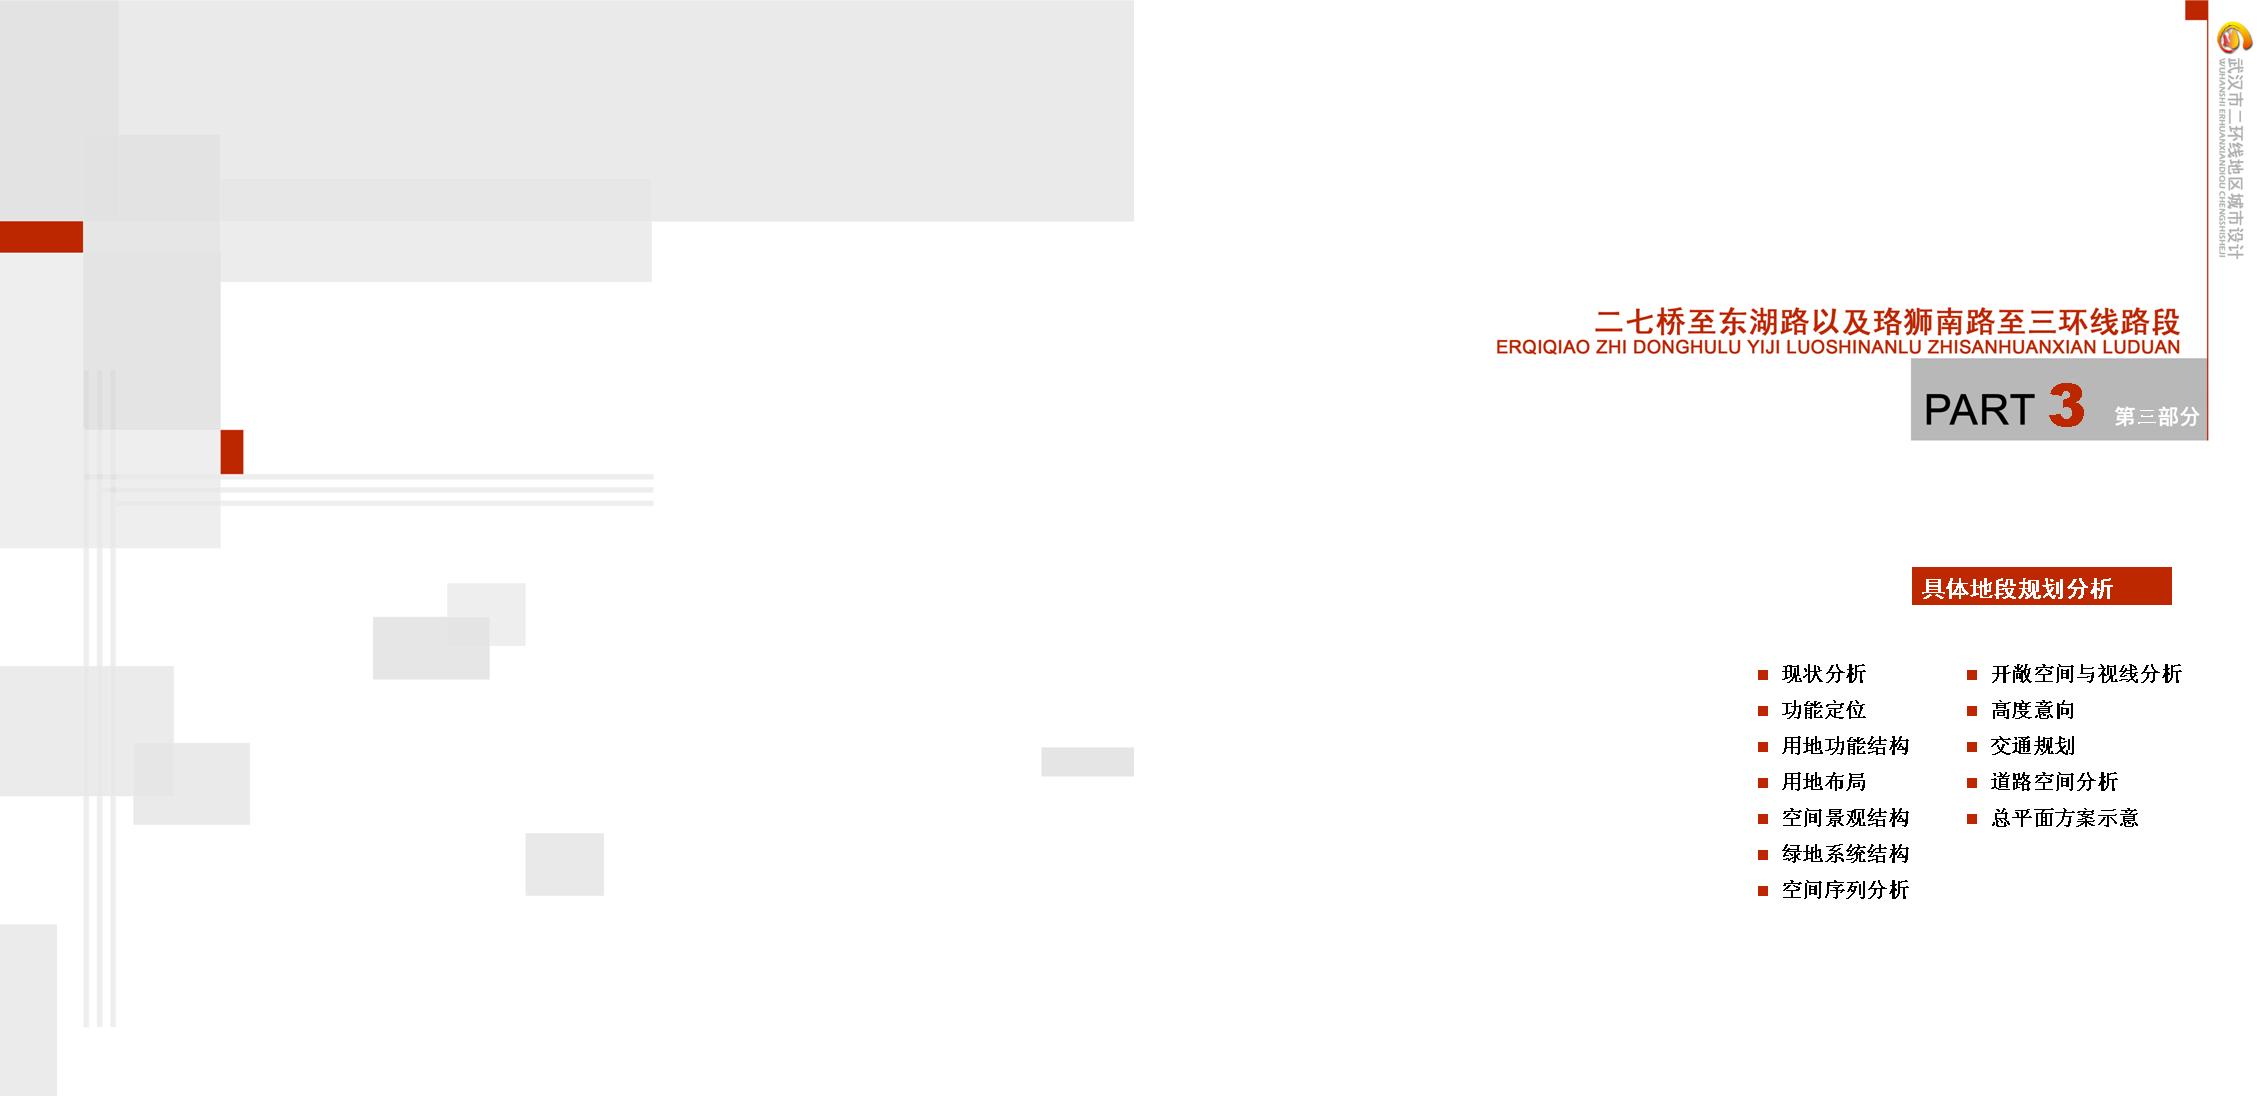 武汉市二环线地区城市设计
WUHANSHI ERHUANXIANDIQU CHENGSHISHEJI
二七桥至东湖路以及珞狮南路至三环线路段
ERQIQIAO ZHI DONGHULU YIJI LUOSHINANLU ZHISANHUANXIAN LUDUAN
PART 3 第三部分
具体地段规划分析
现状分析
功能定位
用地功能结构
用地布局
空间景观结构
绿地系统结构
空间序列分析
开敞空间与视线分析
高度意向
交通规划
道路空间分析
总平面方案示意